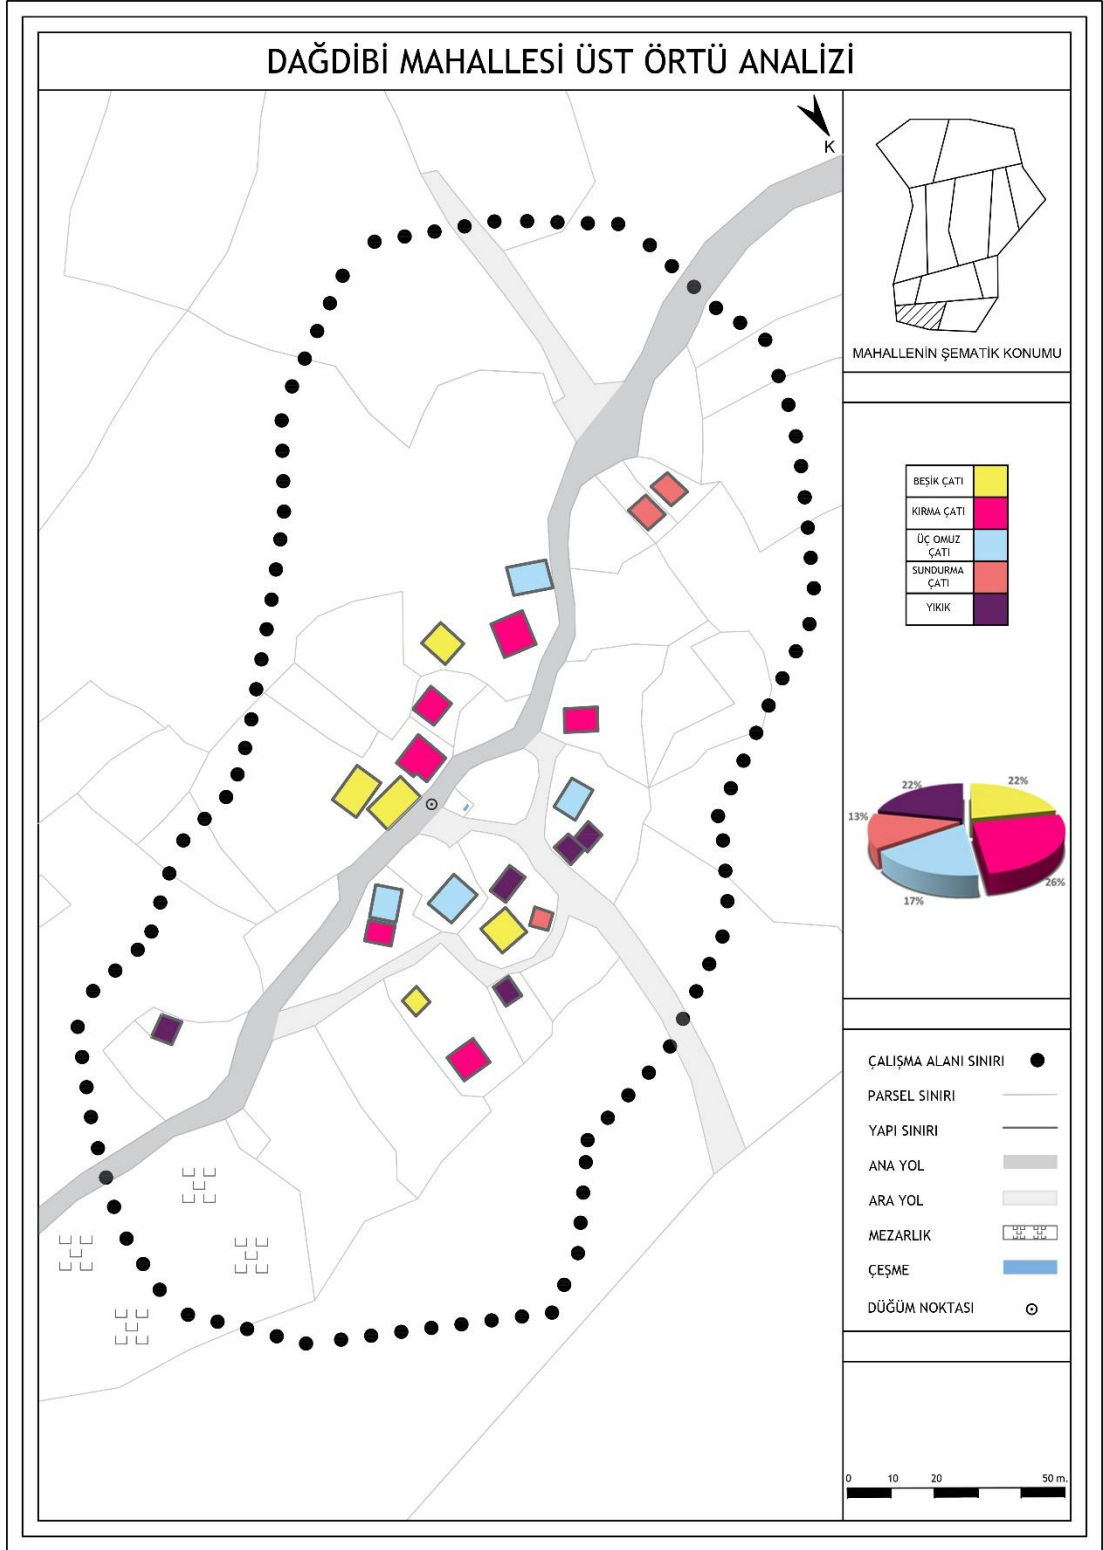 DAĞDİBİ MAHALLESİ ÜST ÖRTÜ ANALİZİ
K
MAHALLENİN ŞEMATİK KONUMU
BEŞİK ÇATI
KIRMA ÇATI
ÜÇ OMUZ
ÇATI
SUNDURMA
ÇATI
YIKIK
22%
22%
13%
26%
17%
ÇALIŞMA ALANI SINIRI
PARSEL SINIRI
YAPI SINIRI
ANA YOL
ARA YOL
MEZARLIK
ÇEŞME
DÜĞÜM NOKTASI
0 10 20 50 m.